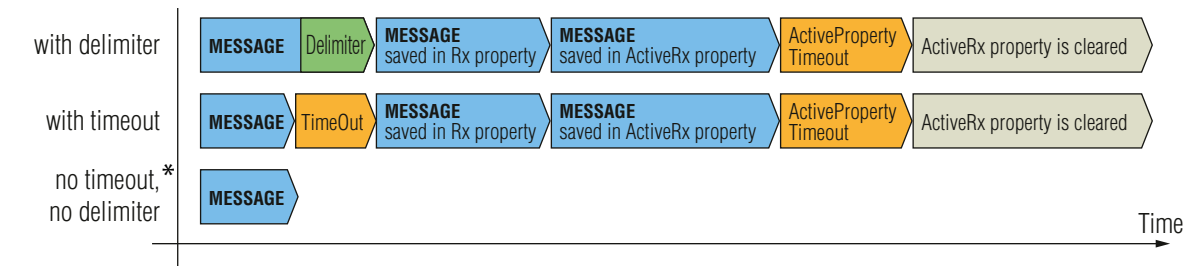 with delimiter
MESSAGE
Delimiter
MESSAGE
saved in Rx property
MESSAGE
saved in ActiveRx property
ActiveProperty
Timeout
ActiveRx property is cleared
with timeout
MESSAGE
TimeOut
MESSAGE
saved in Rx property
MESSAGE
saved in ActiveRx property
ActiveProperty
Timeout
ActiveRx property is cleared
no timeout,*
no delimiter
MESSAGE
Time